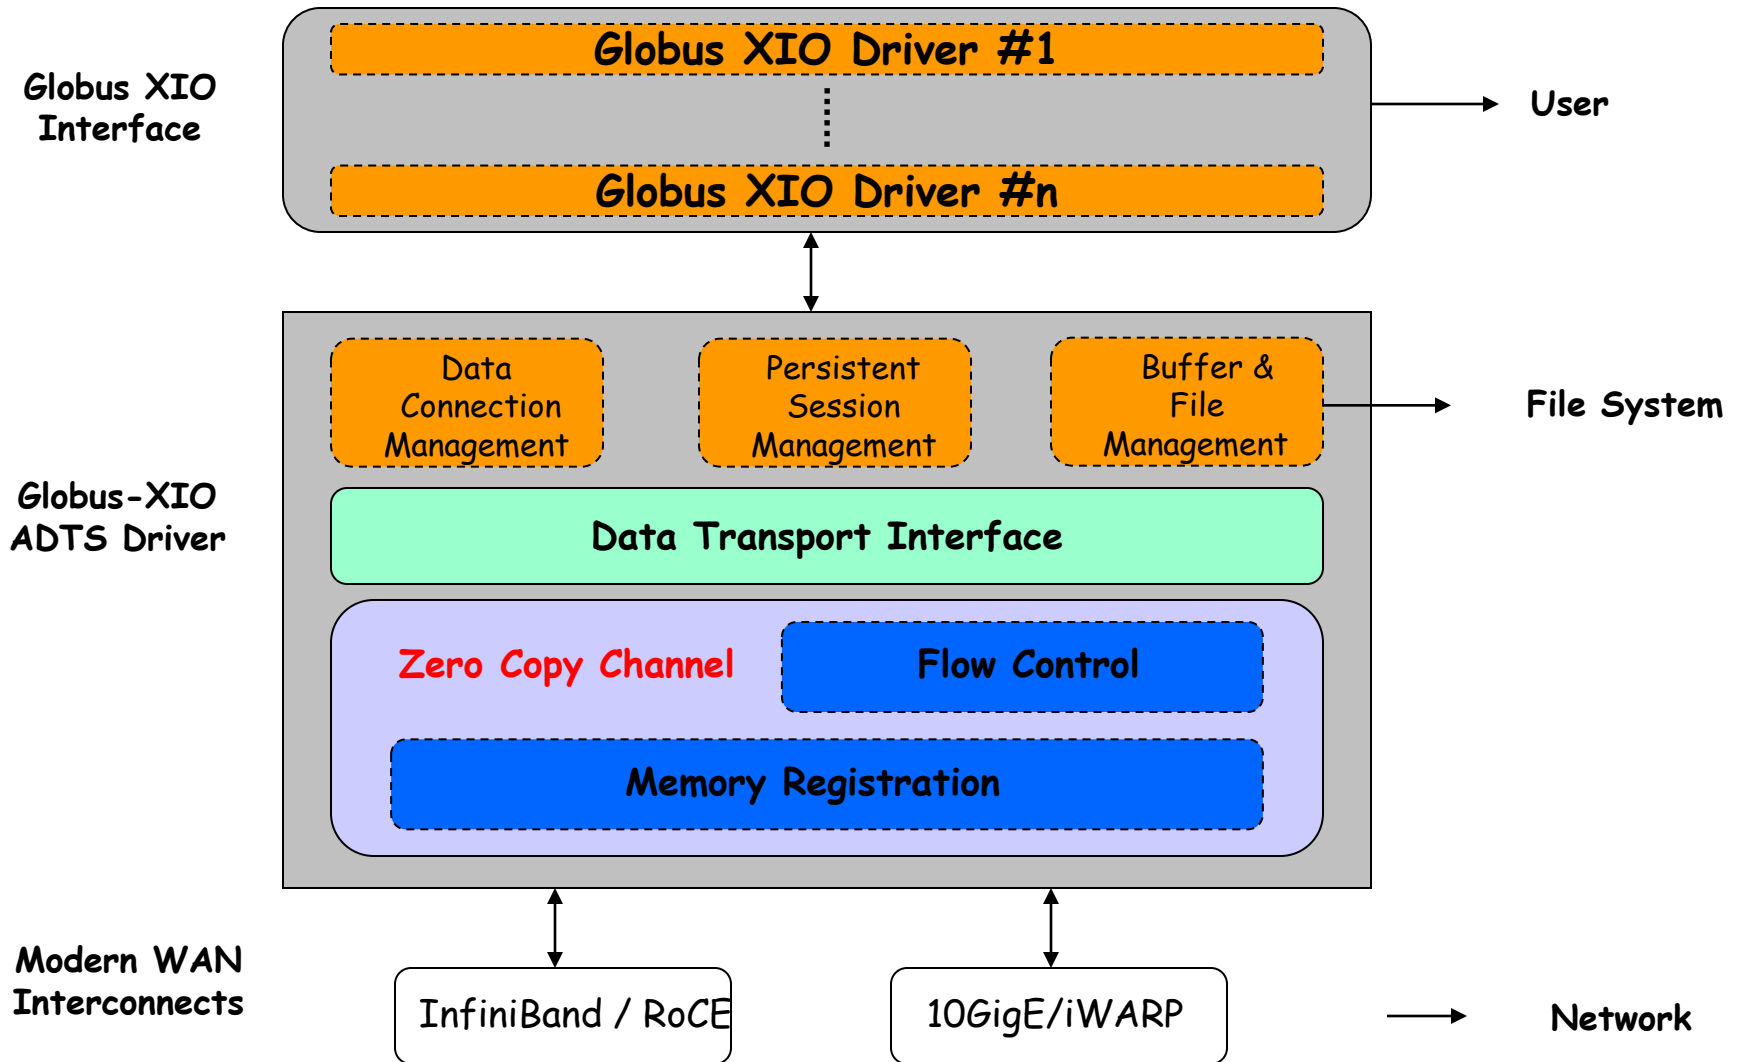 Globus XIO Driver #1
Globus XIO
Interface
User
Globus XIO Driver #n
Data
Connection
Management
Persistent
Session
Management
Buffer &
File
Management
File System
Globus-XIO
ADTS Driver
Data Transport Interface
Zero Copy Channel
Flow Control
Memory Registration
Modern WAN
Interconnects
InfiniBand / RoCE
10GigE/iWARP
Network